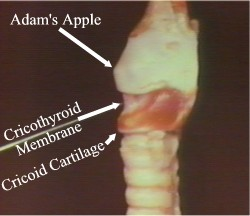 Adam's Apple
Cricothyroid
Membrane
Cricoid Cartilage